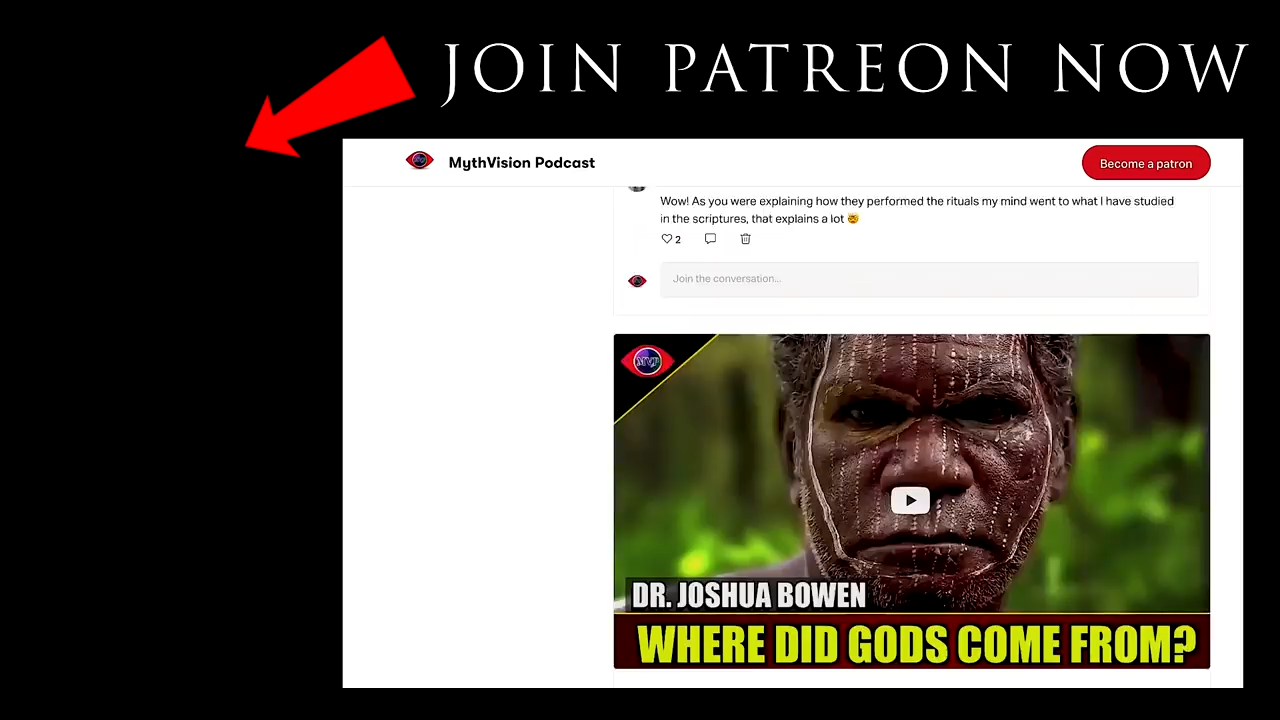 JOIN PATREON NOW
MythVision Podcast
Become a patron
Wow! As you were explaining how they performed the rituals my mind went to what I have studied
in the scriptures, that explains a lot 🤯
2
Join the conversation...
MVP
DR. JOSHUA BOWEN
WHERE DID GODS COME FROM?